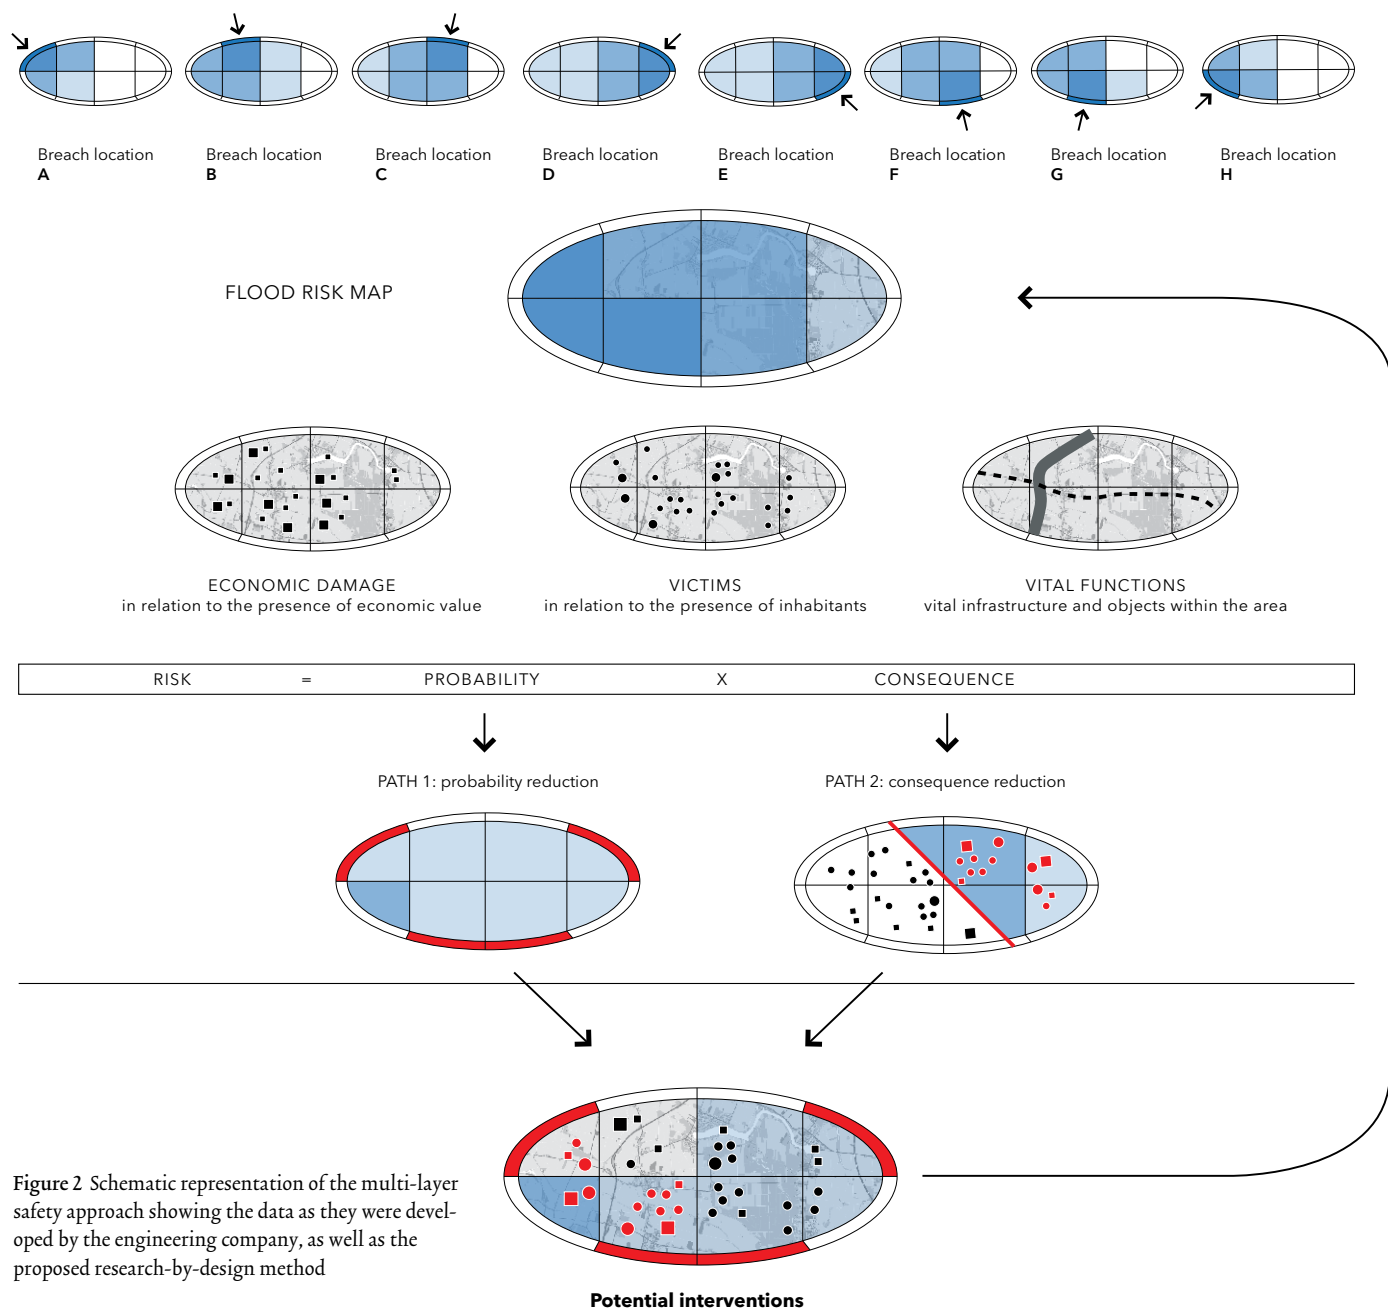 Breach location
A
Breach location
B
Breach location
C
Breach location
D
Breach location
E
Breach location
F
Breach location
G
Breach location
H
FLOOD RISK MAP
ECONOMIC DAMAGE
in relation to the presence of economic value
VICTIMS
in relation to the presence of inhabitants
VITAL FUNCTIONS
vital infrastructure and objects within the area
RISK = PROBABILITY X CONSEQUENCE
PATH 1: probability reduction
PATH 2: consequence reduction
Figure 2 Schematic representation of the multi-layer
safety approach showing the data as they were devel-
oped by the engineering company, as well as the
proposed research-by-design method
Potential interventions